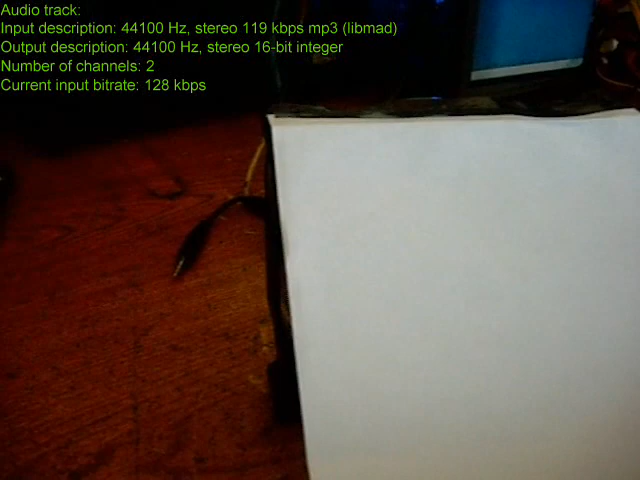 Audio track:
Input description: 44100 Hz, stereo 119 kbps mp3 (libmad)
Output description: 44100 Hz, stereo 16-bit integer
Number of channels: 2
Current input bitrate: 128 kbps